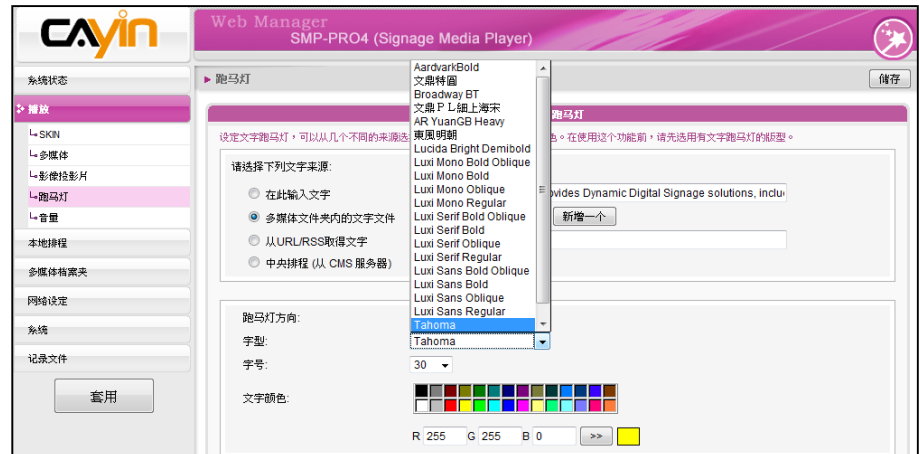 CAYIN
Web Manager
SMP-PRO4 (Signage Media Player)
系统状态
播放
SKIN
多媒体
影像投影片
跑马灯
音量
本地排程
多媒体档案夹
网络设定
系统
记录文件
套用
跑马灯
储存
跑马灯
设定文字跑马灯，可以从几个不同的来源选
色。在使用这个功能前，请先选用有文字跑马灯的版型。
请选择下列文字来源:
在此输入文字
ovides Dynamic Digital Signage solutions, includ
多媒体文件夹内的文字文件
新增一个
从URL/RSS取得文字
中央排程 (从 CMS 服务器)
AardvarkBold
文鼎特圆
Broadway BT
文鼎ＰＬ细上海宋
AR YuanGB Heavy
東風明朝
Lucida Bright Demibold
Luxi Mono Bold Oblique
Luxi Mono Bold
Luxi Mono Oblique
Luxi Mono Regular
Luxi Serif Bold Oblique
Luxi Serif Bold
Luxi Serif Oblique
Luxi Serif Regular
Luxi Sans Bold Oblique
Luxi Sans Bold
Luxi Sans Oblique
Luxi Sans Regular
Tahoma
跑马灯方向:
字型:
Tahoma
字号:
30
文字颜色:
R 255 G 255 B 0 >>